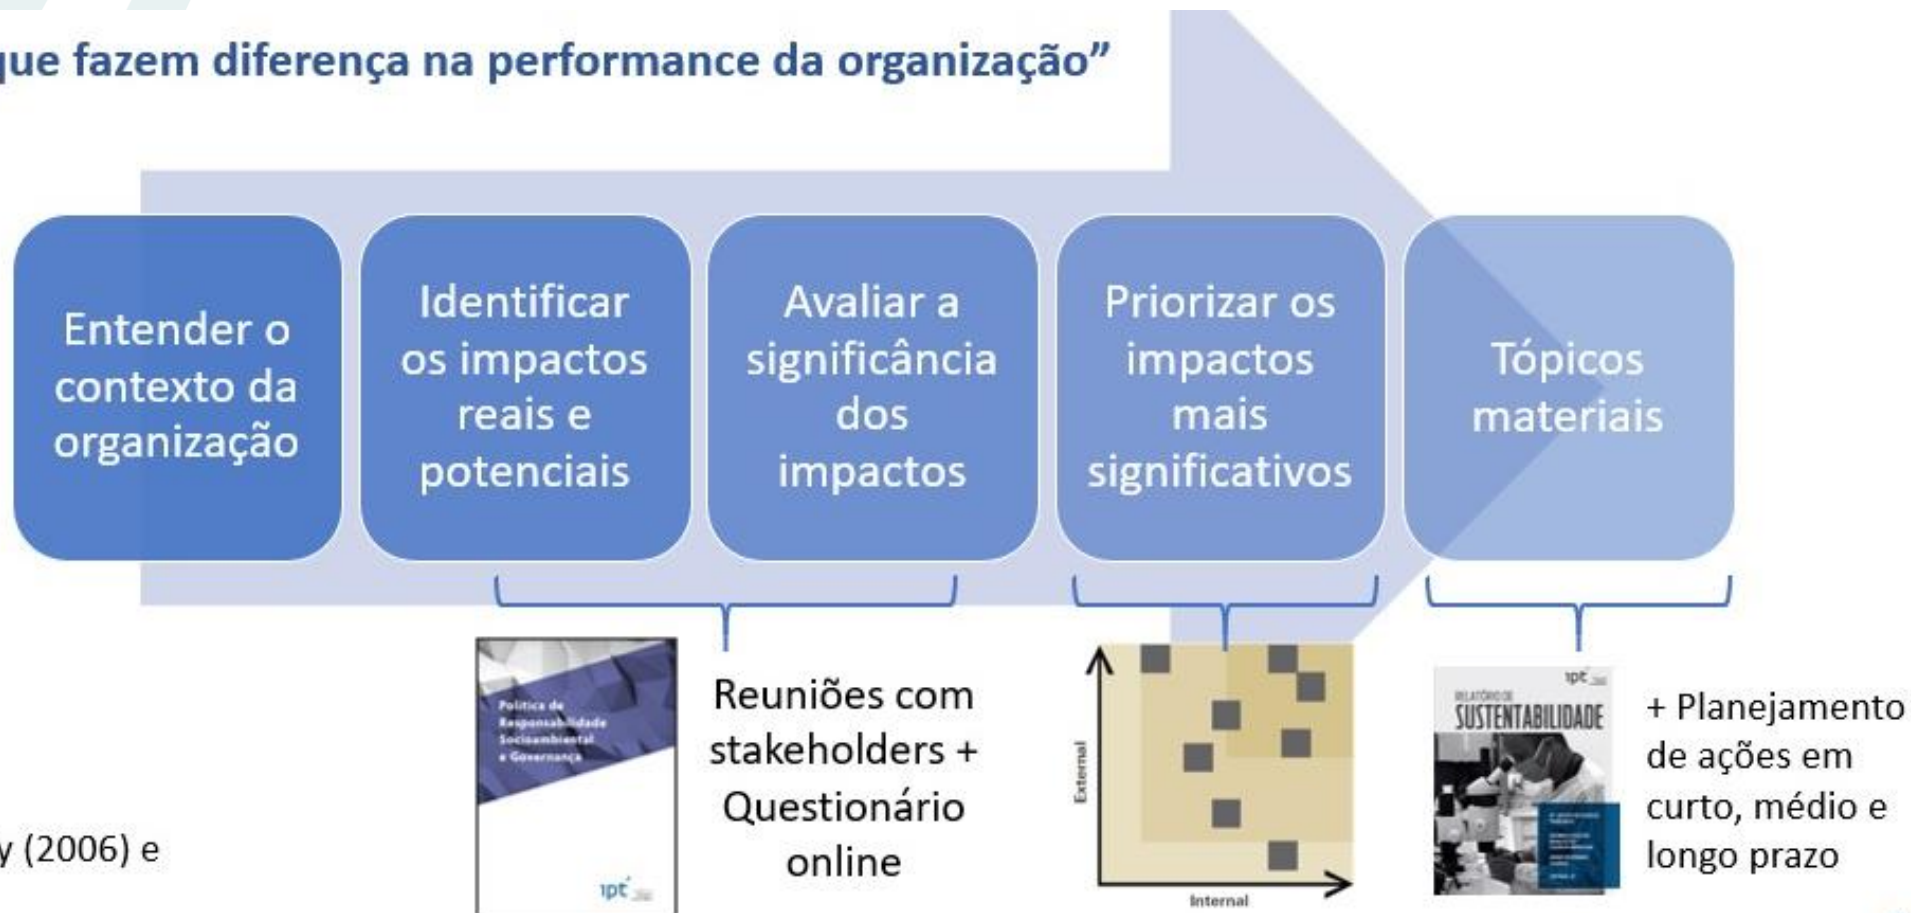 que fazem diferença na performance da organização”
Entender o
contexto da
organização
Identificar
os impactos
reais e
potenciais
Avaliar a
significância
dos
impactos
Priorizar os
impactos
mais
significativos
Tópicos
materiais
Política de
Responsabilidade
Socioambiental
e Governança
ipt
Reuniões com
stakeholders +
Questionário
online
External
Internal
ipt
RELATÓRIO DE
SUSTENTABILIDADE
+ Planejamento
de ações em
curto, médio e
longo prazo
y (2006) e